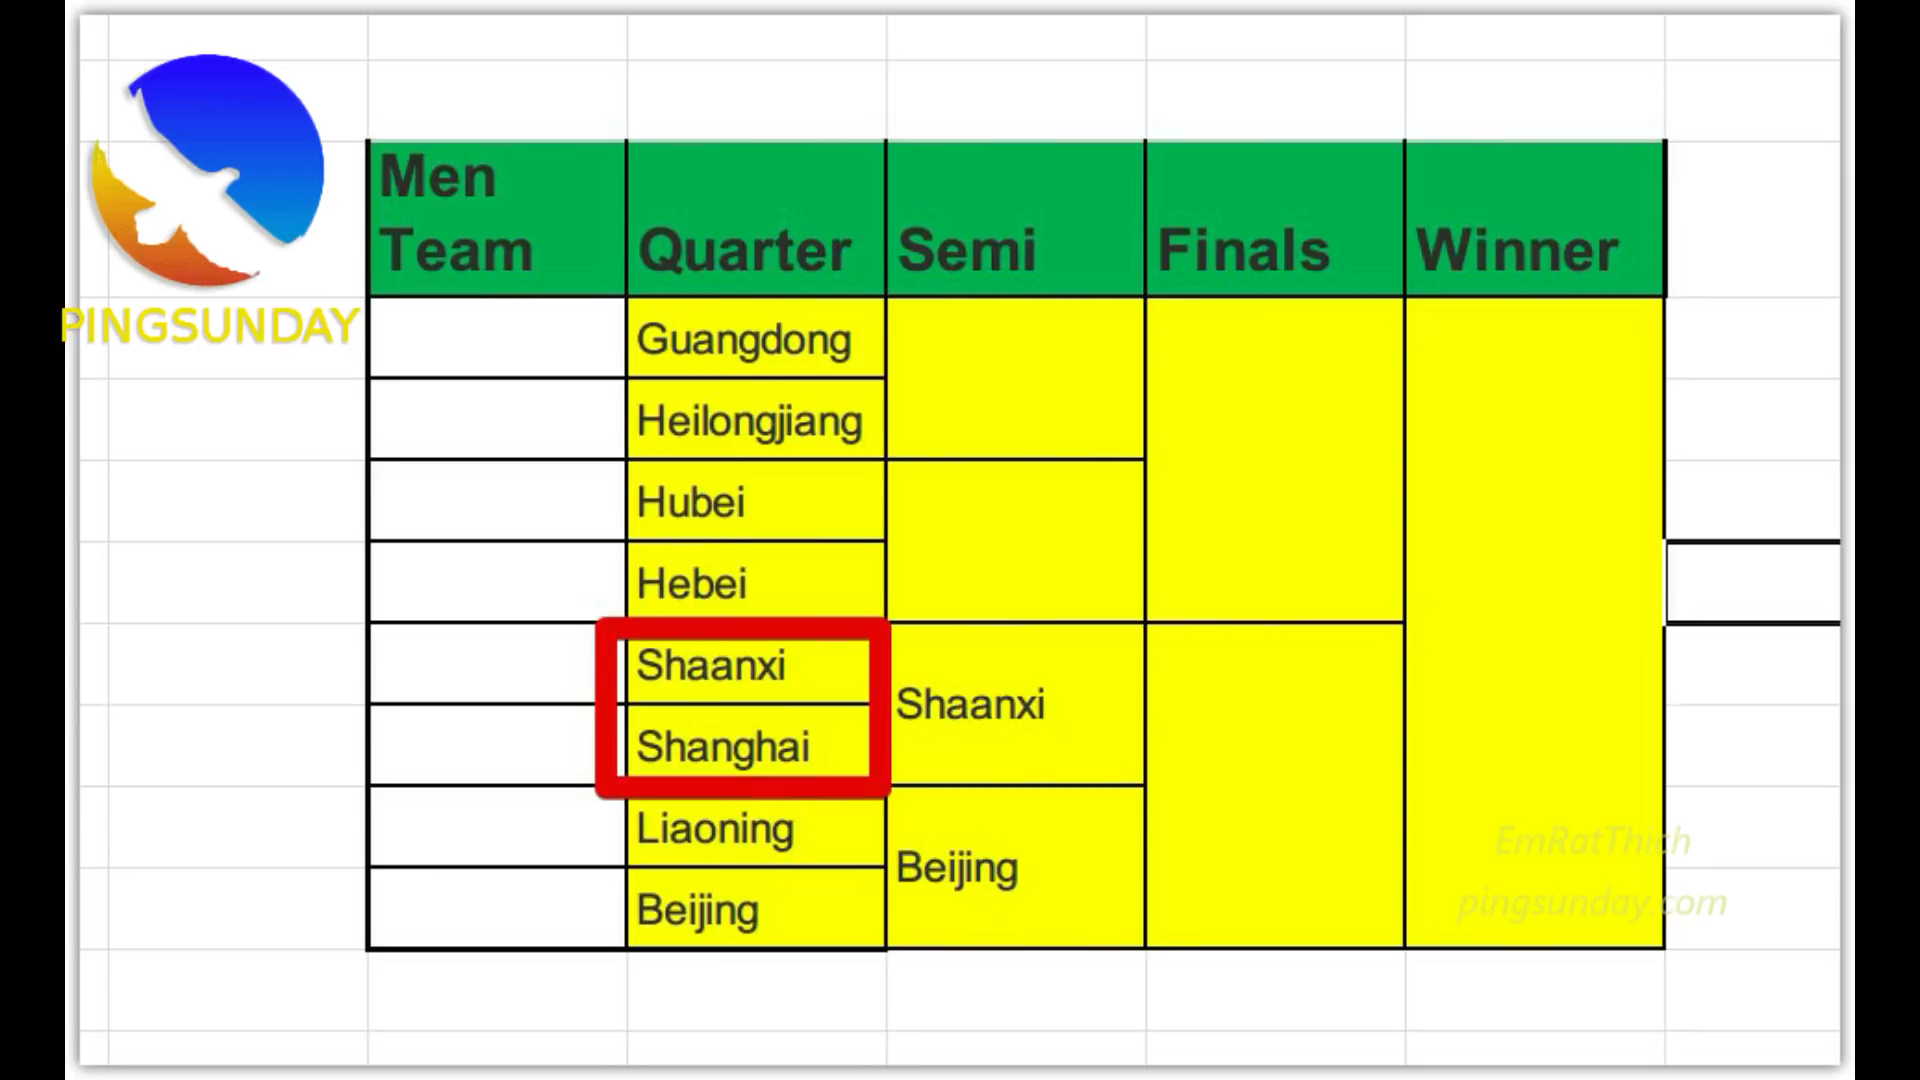 PINGSUNDAY
Men
Team
Quarter
Semi
Finals
Winner
Guangdong
Heilongjiang
Hubei
Hebei
Shaanxi
Shaanxi
Shanghai
Liaoning
Beijing
Beijing
EmRatThich
pingsunday.com